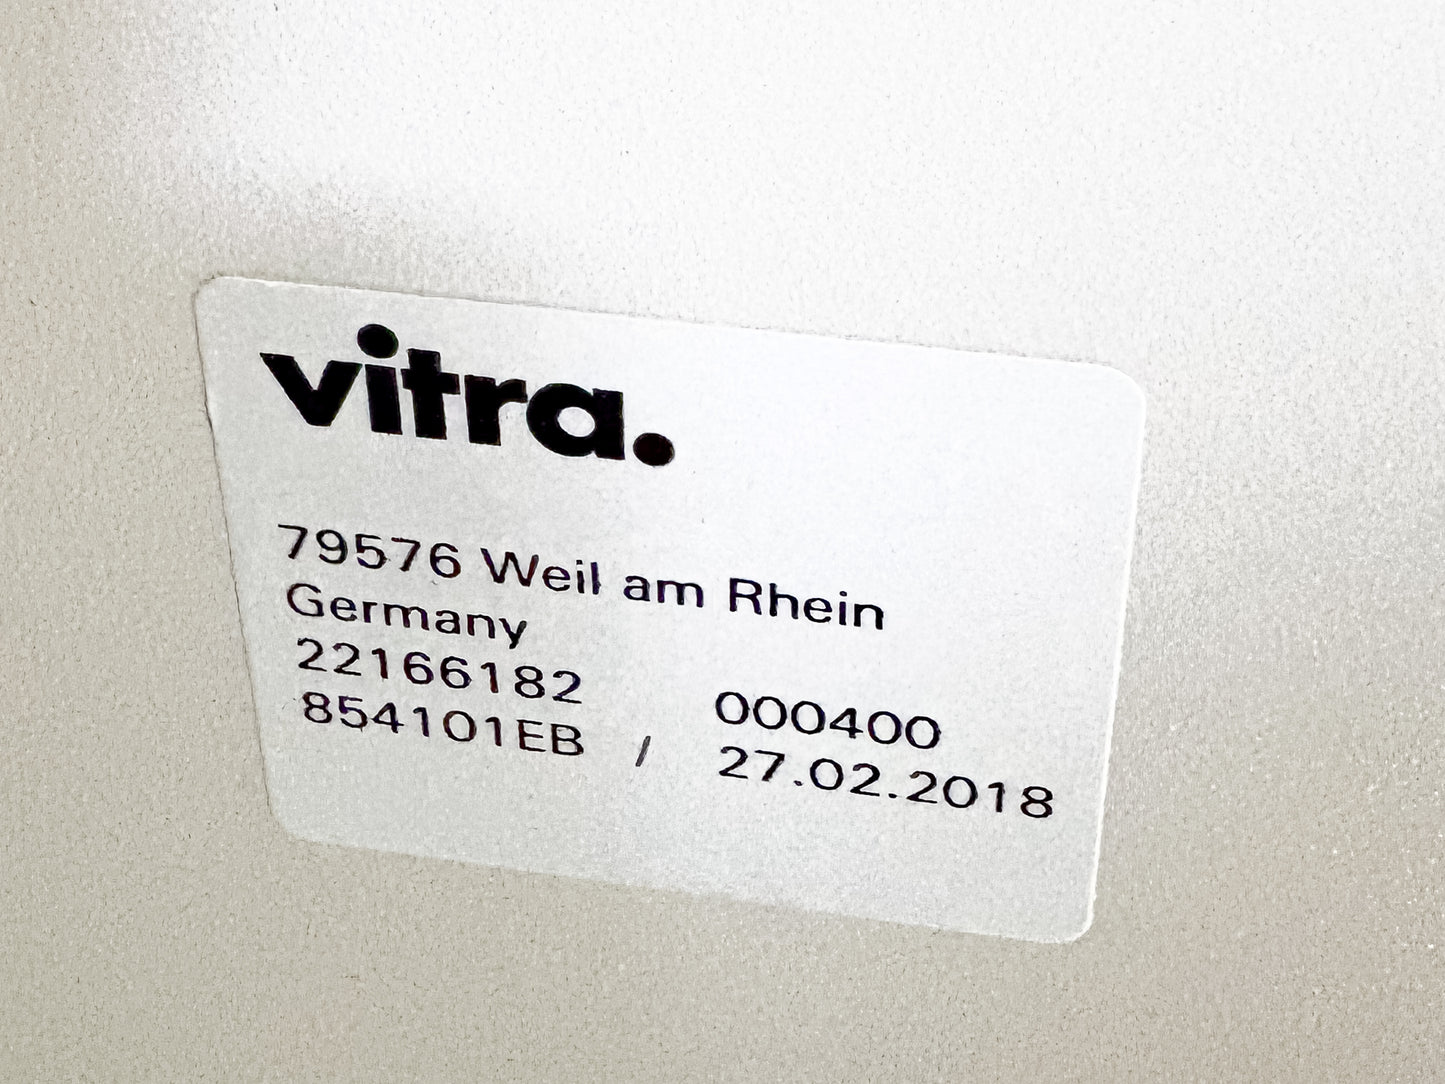 vitra.
79576 Weil am Rhein
Germany
22166182 000400
854101EB / 27.02.2018